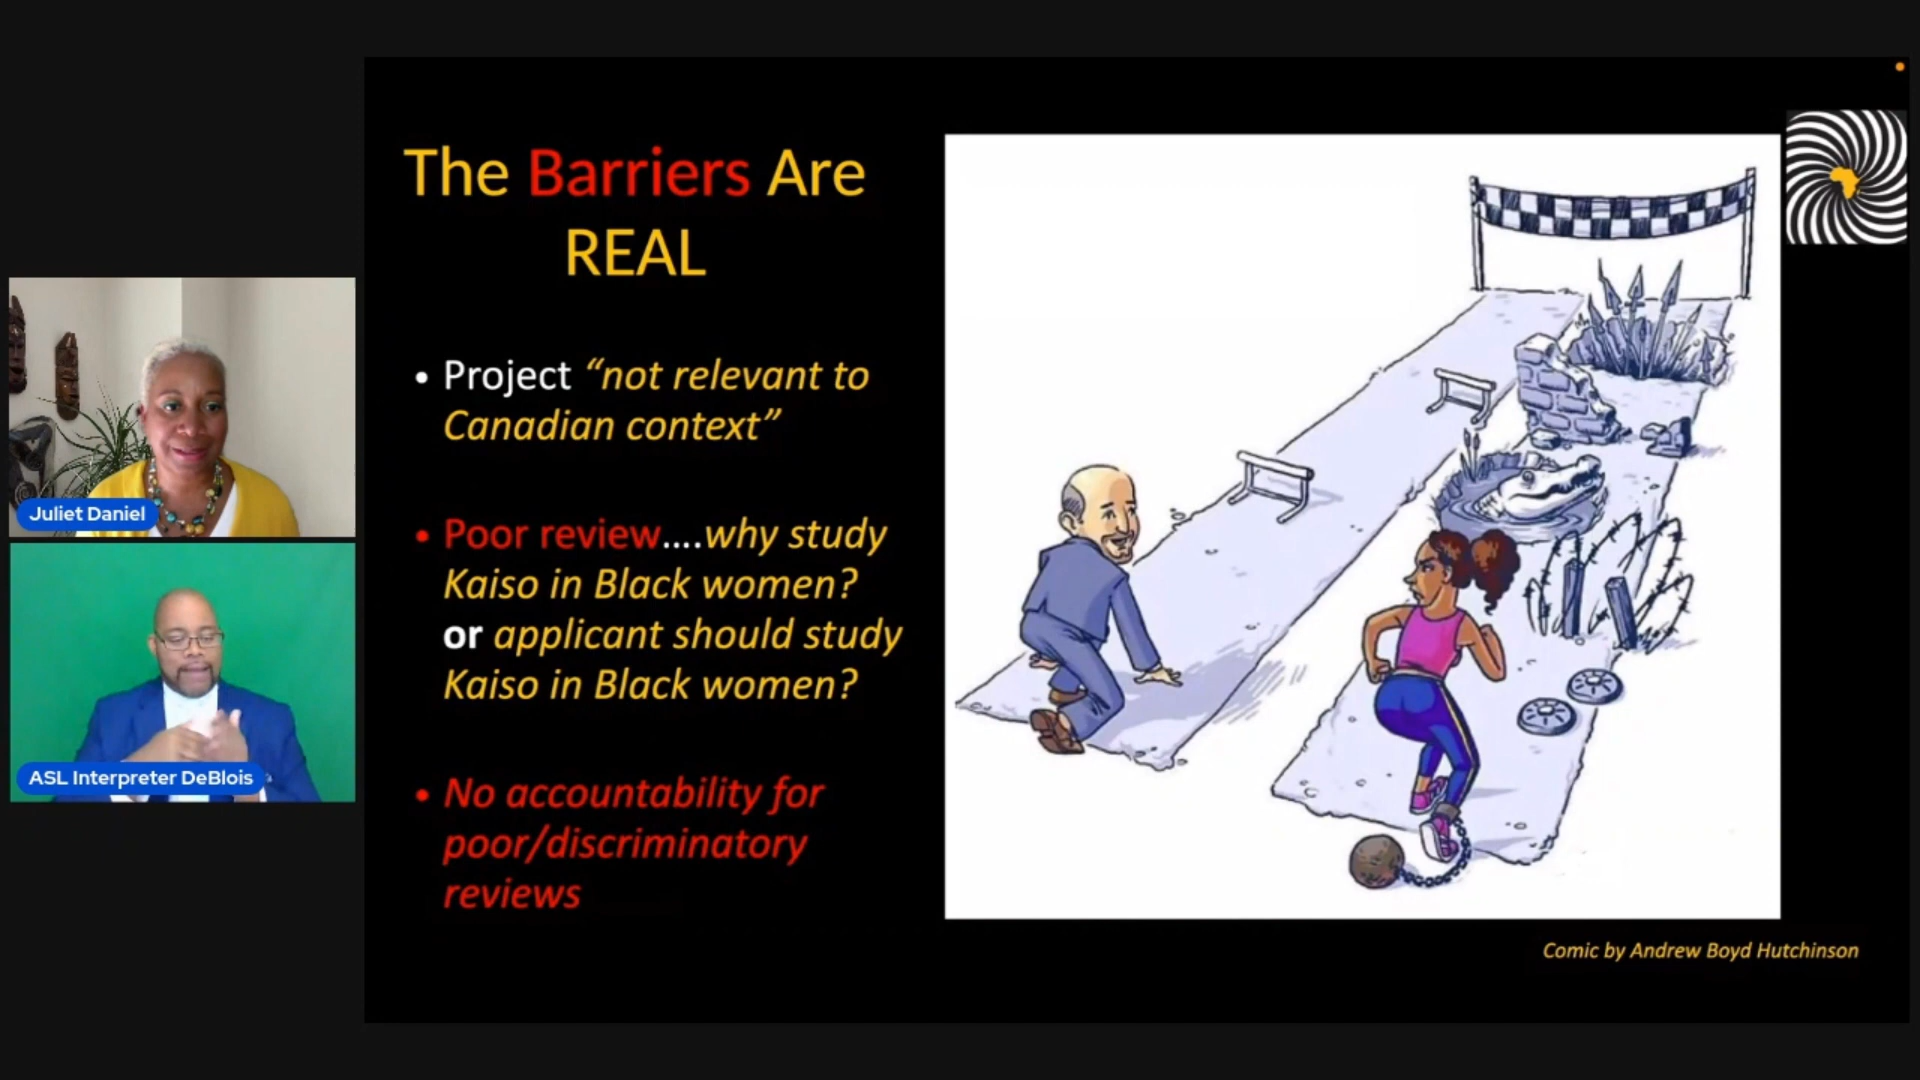 The Barriers Are
REAL
• Project “not relevant to
Canadian context”
• Poor review....why study
Kaiso in Black women?
or applicant should study
Kaiso in Black women?
• No accountability for
poor/discriminatory
reviews
Comic by Andrew Boyd Hutchinson
Juliet Daniel
ASL Interpreter DeBlois